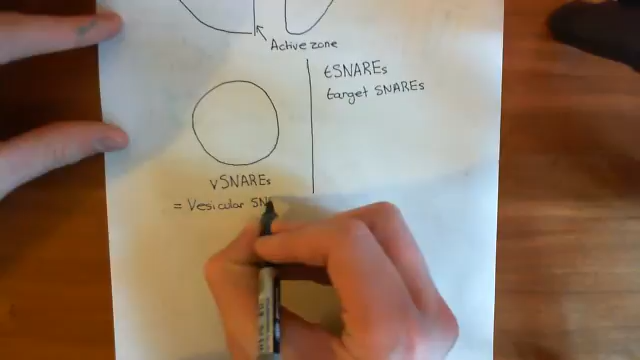 Active zone
tSNAREs
target SNAREs
vSNAREs
= Vesicular SN